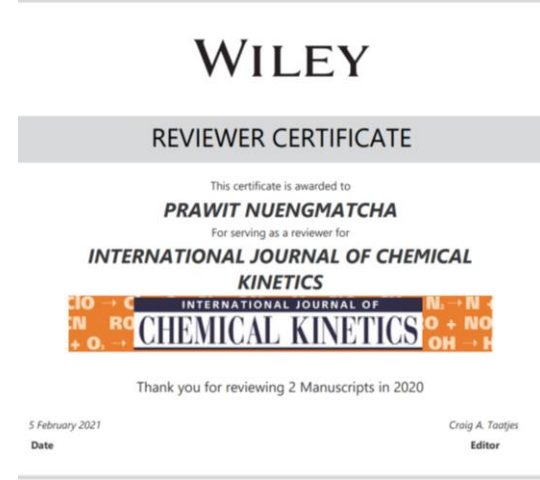 WILEY
REVIEWER CERTIFICATE
This certificate is awarded to
PRAWIT NUENGMATCHA
For serving as a reviewer for
INTERNATIONAL JOURNAL OF CHEMICAL
KINETICS
INTERNATIONAL JOURNAL OF
CHEMICAL KINETICS
Thank you for reviewing 2 Manuscripts in 2020
5 February 2021
Craig A. Taatjes
Date
Editor